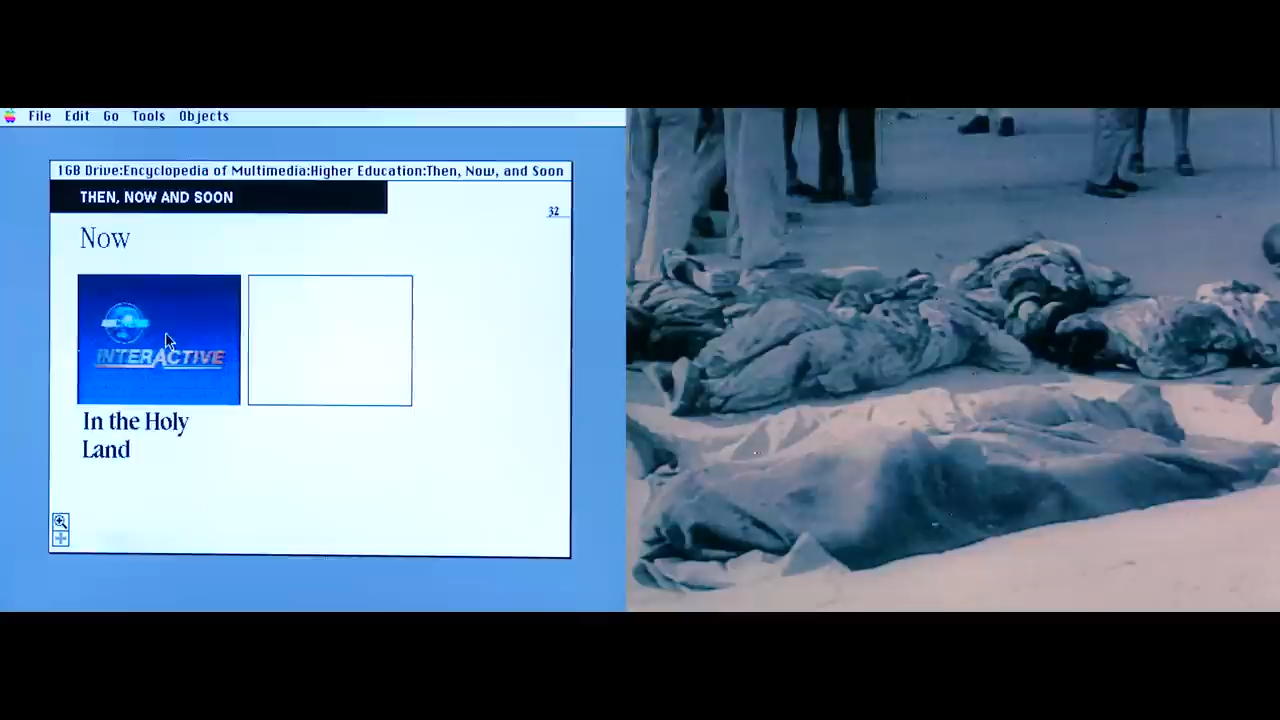 File Edit Go Tools Objects
1GB Drive:Encyclopedia of Multimedia:Higher Education:Then, Now, and Soon
THEN, NOW AND SOON
32
Now
INTERACTIVE
In the Holy
Land